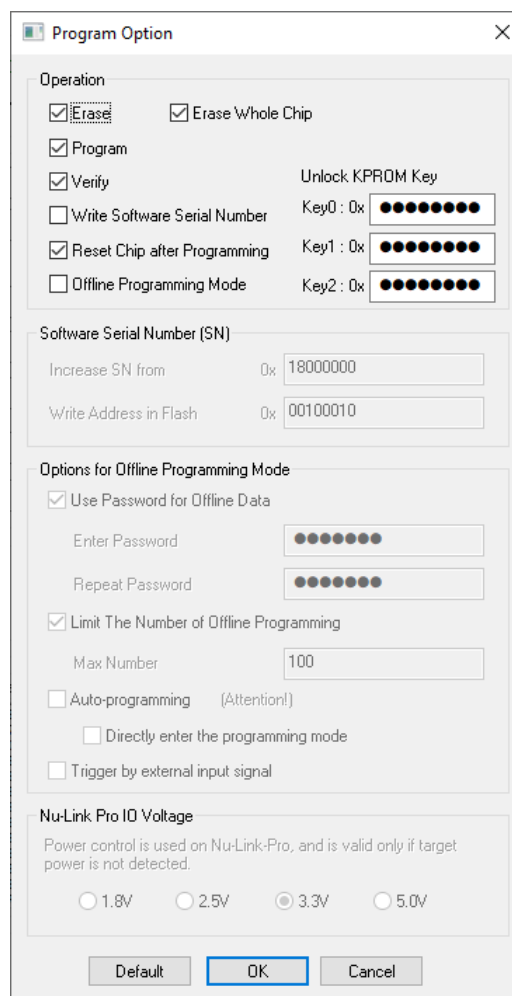 Program Option
Operation
Erase
Erase Whole Chip
Program
Verify
Unlock KPROM Key
Write Software Serial Number
Key0 : 0x ●●●●●●●●
Reset Chip after Programming
Key1 : 0x ●●●●●●●●
Offline Programming Mode
Key2 : 0x ●●●●●●●●
Software Serial Number (SN)
Increase SN from 0x 18000000
Write Address in Flash 0x 00100010
Options for Offline Programming Mode
Use Password for Offline Data
Enter Password ●●●●●●●
Repeat Password ●●●●●●●
Limit The Number of Offline Programming
Max Number 100
Auto-programming (Attention!)
Directly enter the programming mode
Trigger by external input signal
Nu-Link Pro IO Voltage
Power control is used on Nu-Link-Pro, and is valid only if target
power is not detected.
1.8V 2.5V 3.3V 5.0V
Default OK Cancel